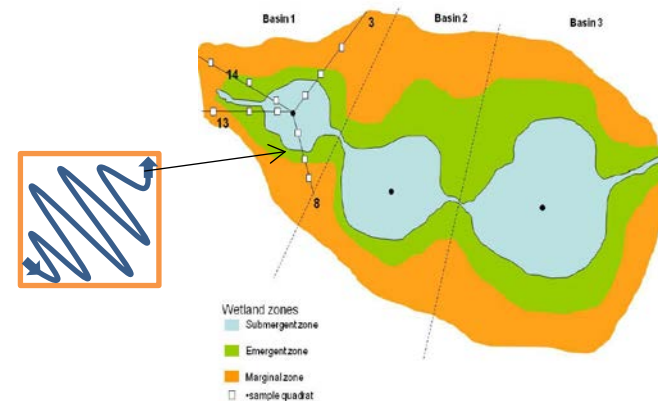 Basin 1
Basin 2
Basin 3
3
14
13
8
Wetland zones
Submergent zone
Emergent zone
Marginal zone
•sample quadrat